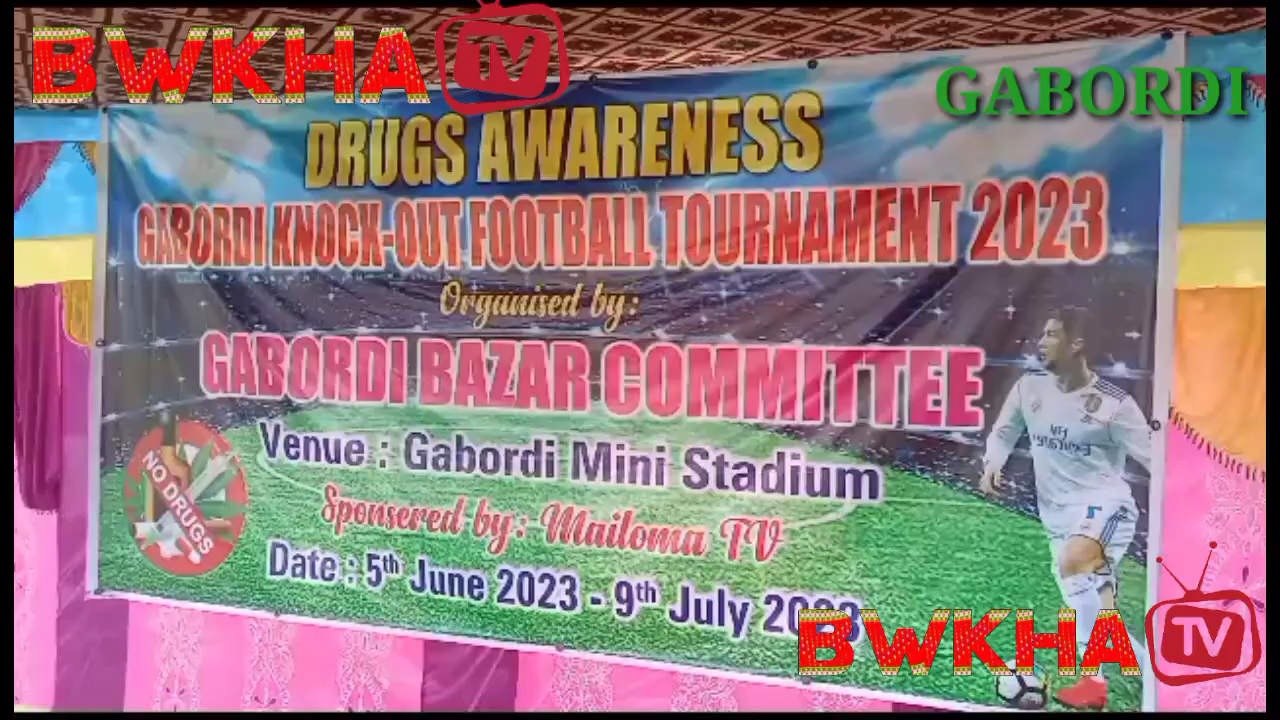 BWKHA TV
GABORDI
DRUGS AWARENESS
GABORDI KNOCK-OUT FOOTBALL TOURNAMENT 2023
Organised by:
GABORDI BAZAR COMMITTEE
Venue : Gabordi Mini Stadium
NO DRUGS
Sponsered by: Mailoma TV
Date : 5th June 2023 - 9th July 2023
BWKHA TV